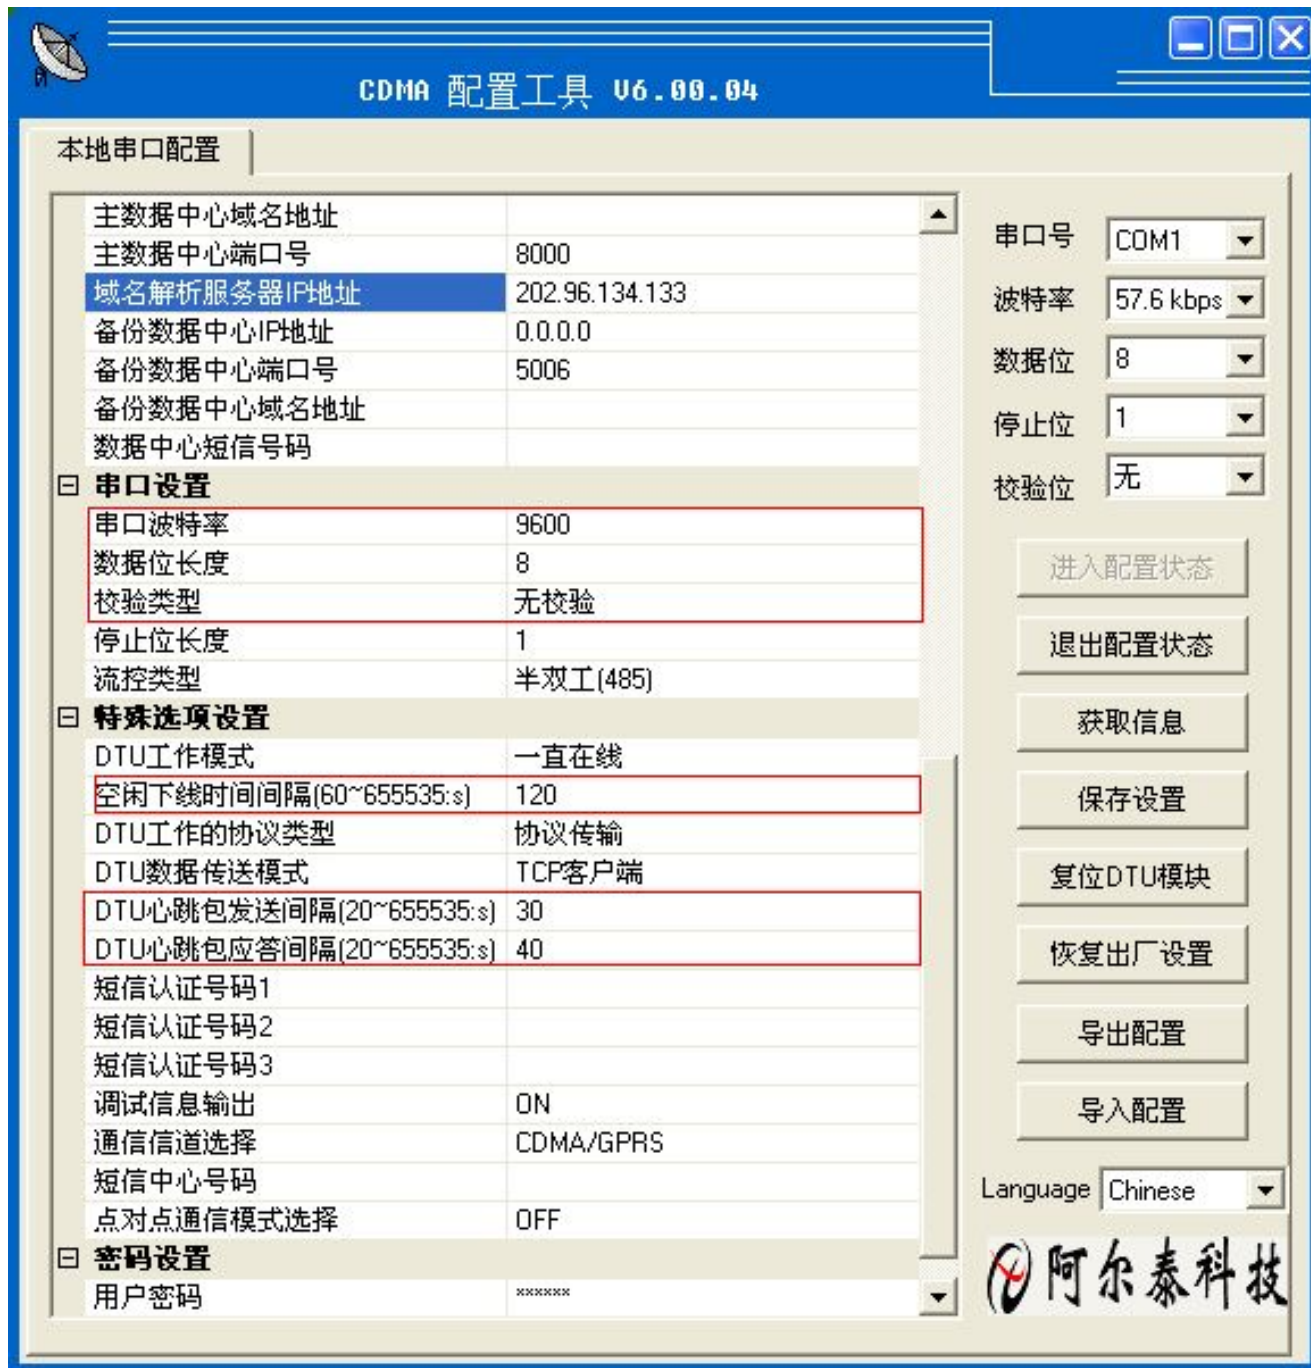 CDMA 配置工具 V6.00.04
本地串口配置
主数据中心域名地址
主数据中心端口号 8000
域名解析服务器IP地址 202.96.134.133
备份数据中心IP地址 0.0.0.0
备份数据中心端口号 5006
备份数据中心域名地址
数据中心短信号码
串口设置
串口波特率 9600
数据位长度 8
校验类型 无校验
停止位长度 1
流控类型 半双工(485)
特殊选项设置
DTU工作模式 一直在线
空闲下线时间间隔(60~655535:s) 120
DTU工作的协议类型 协议传输
DTU数据传送模式 TCP客户端
DTU心跳包发送间隔(20~655535:s) 30
DTU心跳包应答间隔(20~655535:s) 40
短信认证号码1
短信认证号码2
短信认证号码3
调试信息输出 ON
通信信道选择 CDMA/GPRS
短信中心号码
点对点通信模式选择 OFF
密码设置
用户密码 ××××××
串口号 COM1
波特率 57.6 kbps
数据位 8
停止位 1
校验位 无
进入配置状态
退出配置状态
获取信息
保存设置
复位DTU模块
恢复出厂设置
导出配置
导入配置
Language Chinese
阿尔泰科技